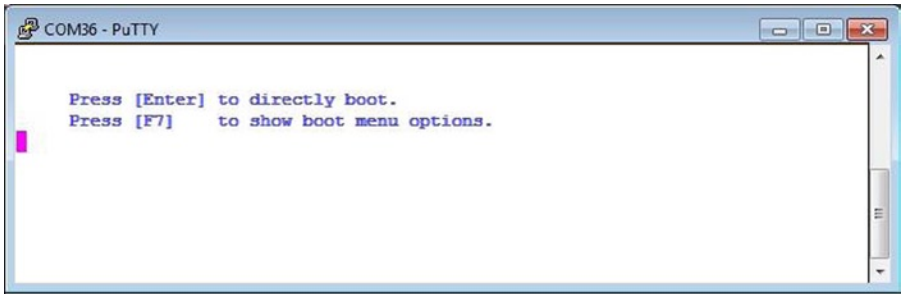 COM36 - PuTTY
Press [Enter] to directly boot.
Press [F7] to show boot menu options.